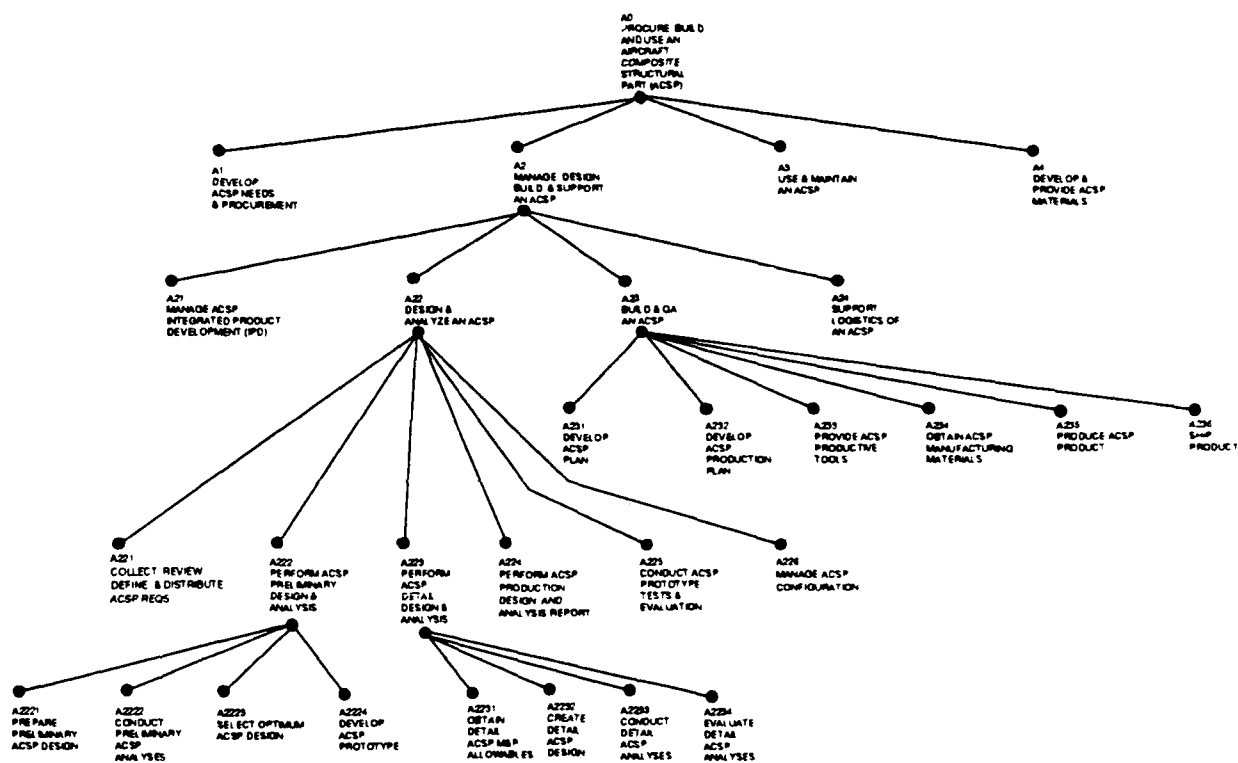 A0
PROCURE BUILD
AND USE AN
AIRCRAFT
COMPOSITE
STRUCTURAL
PART (ACSP)
A1
DEVELOP
ACSP NEEDS
& PROCUREMENT
A2
MANAGE DESIGN
BUILD & SUPPORT
AN ACSP
A3
USE & MAINTAIN
AN ACSP
A4
DEVELOP &
PROVIDE ACSP
MATERIALS
A21
MANAGE ACSP
INTEGRATED PRODUCT
DEVELOPMENT (IPD)
A22
DESIGN &
ANALYZE AN ACSP
A23
BUILD & QA
AN ACSP
A24
SUPPORT
LOGISTICS OF
AN ACSP
A231
DEVELOP
ACSP
PLAN
A232
DEVELOP
ACSP
PRODUCTION
PLAN
A233
PROVIDE ACSP
PRODUCTIVE
TOOLS
A234
OBTAIN ACSP
MANUFACTURING
MATERIALS
A235
PRODUCE ACSP
PRODUCT
A236
SHIP
PRODUCT
A221
COLLECT REVIEW
DEFINE & DISTRIBUTE
ACSP REQS
A222
PERFORM ACSP
PRELIMINARY
DESIGN &
ANALYSIS
A223
PERFORM
ACSP
DETAIL
DESIGN &
ANALYSIS
A224
PERFORM ACSP
PRODUCTION
DESIGN AND
ANALYSIS REPORT
A225
CONDUCT ACSP
PROTOTYPE
TESTS &
EVALUATION
A226
MANAGE ACSP
CONFIGURATION
A2221
PREPARE
PRELIMINARY
ACSP DESIGN
A2222
CONDUCT
PRELIMINARY
ACSP
ANALYSES
A2223
SELECT OPTIMUM
ACSP DESIGN
A2224
DEVELOP
ACSP
PROTOTYPE
A2231
OBTAIN
DETAIL
ACSP M&P
ALLOWABLES
A2232
CREATE
DETAIL
ACSP
DESIGN
A2233
CONDUCT
DETAIL
ACSP
ANALYSES
A2234
EVALUATE
DETAIL
ACSP
ANALYSES